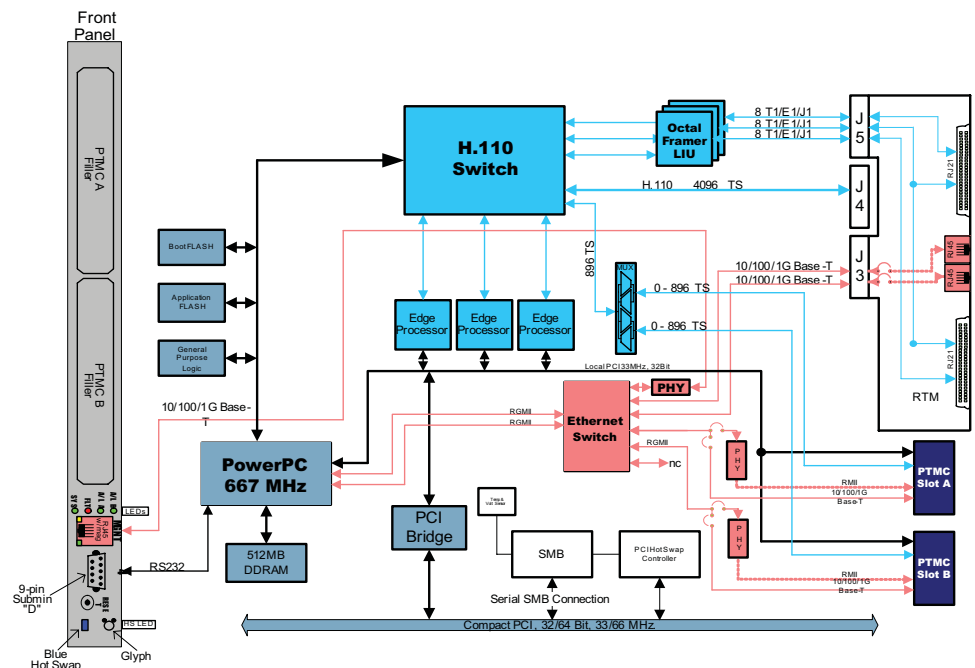 Front
Panel
PTMC A
Filler
PTMC B
Filler
H.110
Switch
Octal
Framer
LIU
8 T1/E1/J1
8 T1/E1/J1
8 T1/E1/J1
J
5
RJ21
H.110 4096 TS
J
4
BootFLASH
Application
FLASH
General
Purpose
Logic
896 TS
MUX
10/100/1G Base -T
10/100/1G Base -T
J
3
RJ45
RJ45
0 - 896 TS
0 - 896 TS
Edge
Processor
Edge
Processor
Edge
Processor
Local PCI 33MHz, 32Bit
RJ21
RTM
10/100/1G Base -
T
PHY
Ethernet
Switch
RGMII
RGMII
RGMII
nc
P
H
Y
RMII
10/100/1G
Base-T
PTMC
Slot A
PowerPC
667 MHz
LEDs
RJ45
w/mag
MGNT
PCI
Bridge
512MB
DDRAM
SMB
PCI Hot Swap
Controller
P
H
Y
RMII
10/100/1G
Base-T
PTMC
Slot B
RS232
9-pin
Submin
"D"
RESE
T
Serial SMB Connection
HS LED
Compact PCI, 32/64 Bit, 33/66 MHz.
Blue
Hot Swap
Glyph